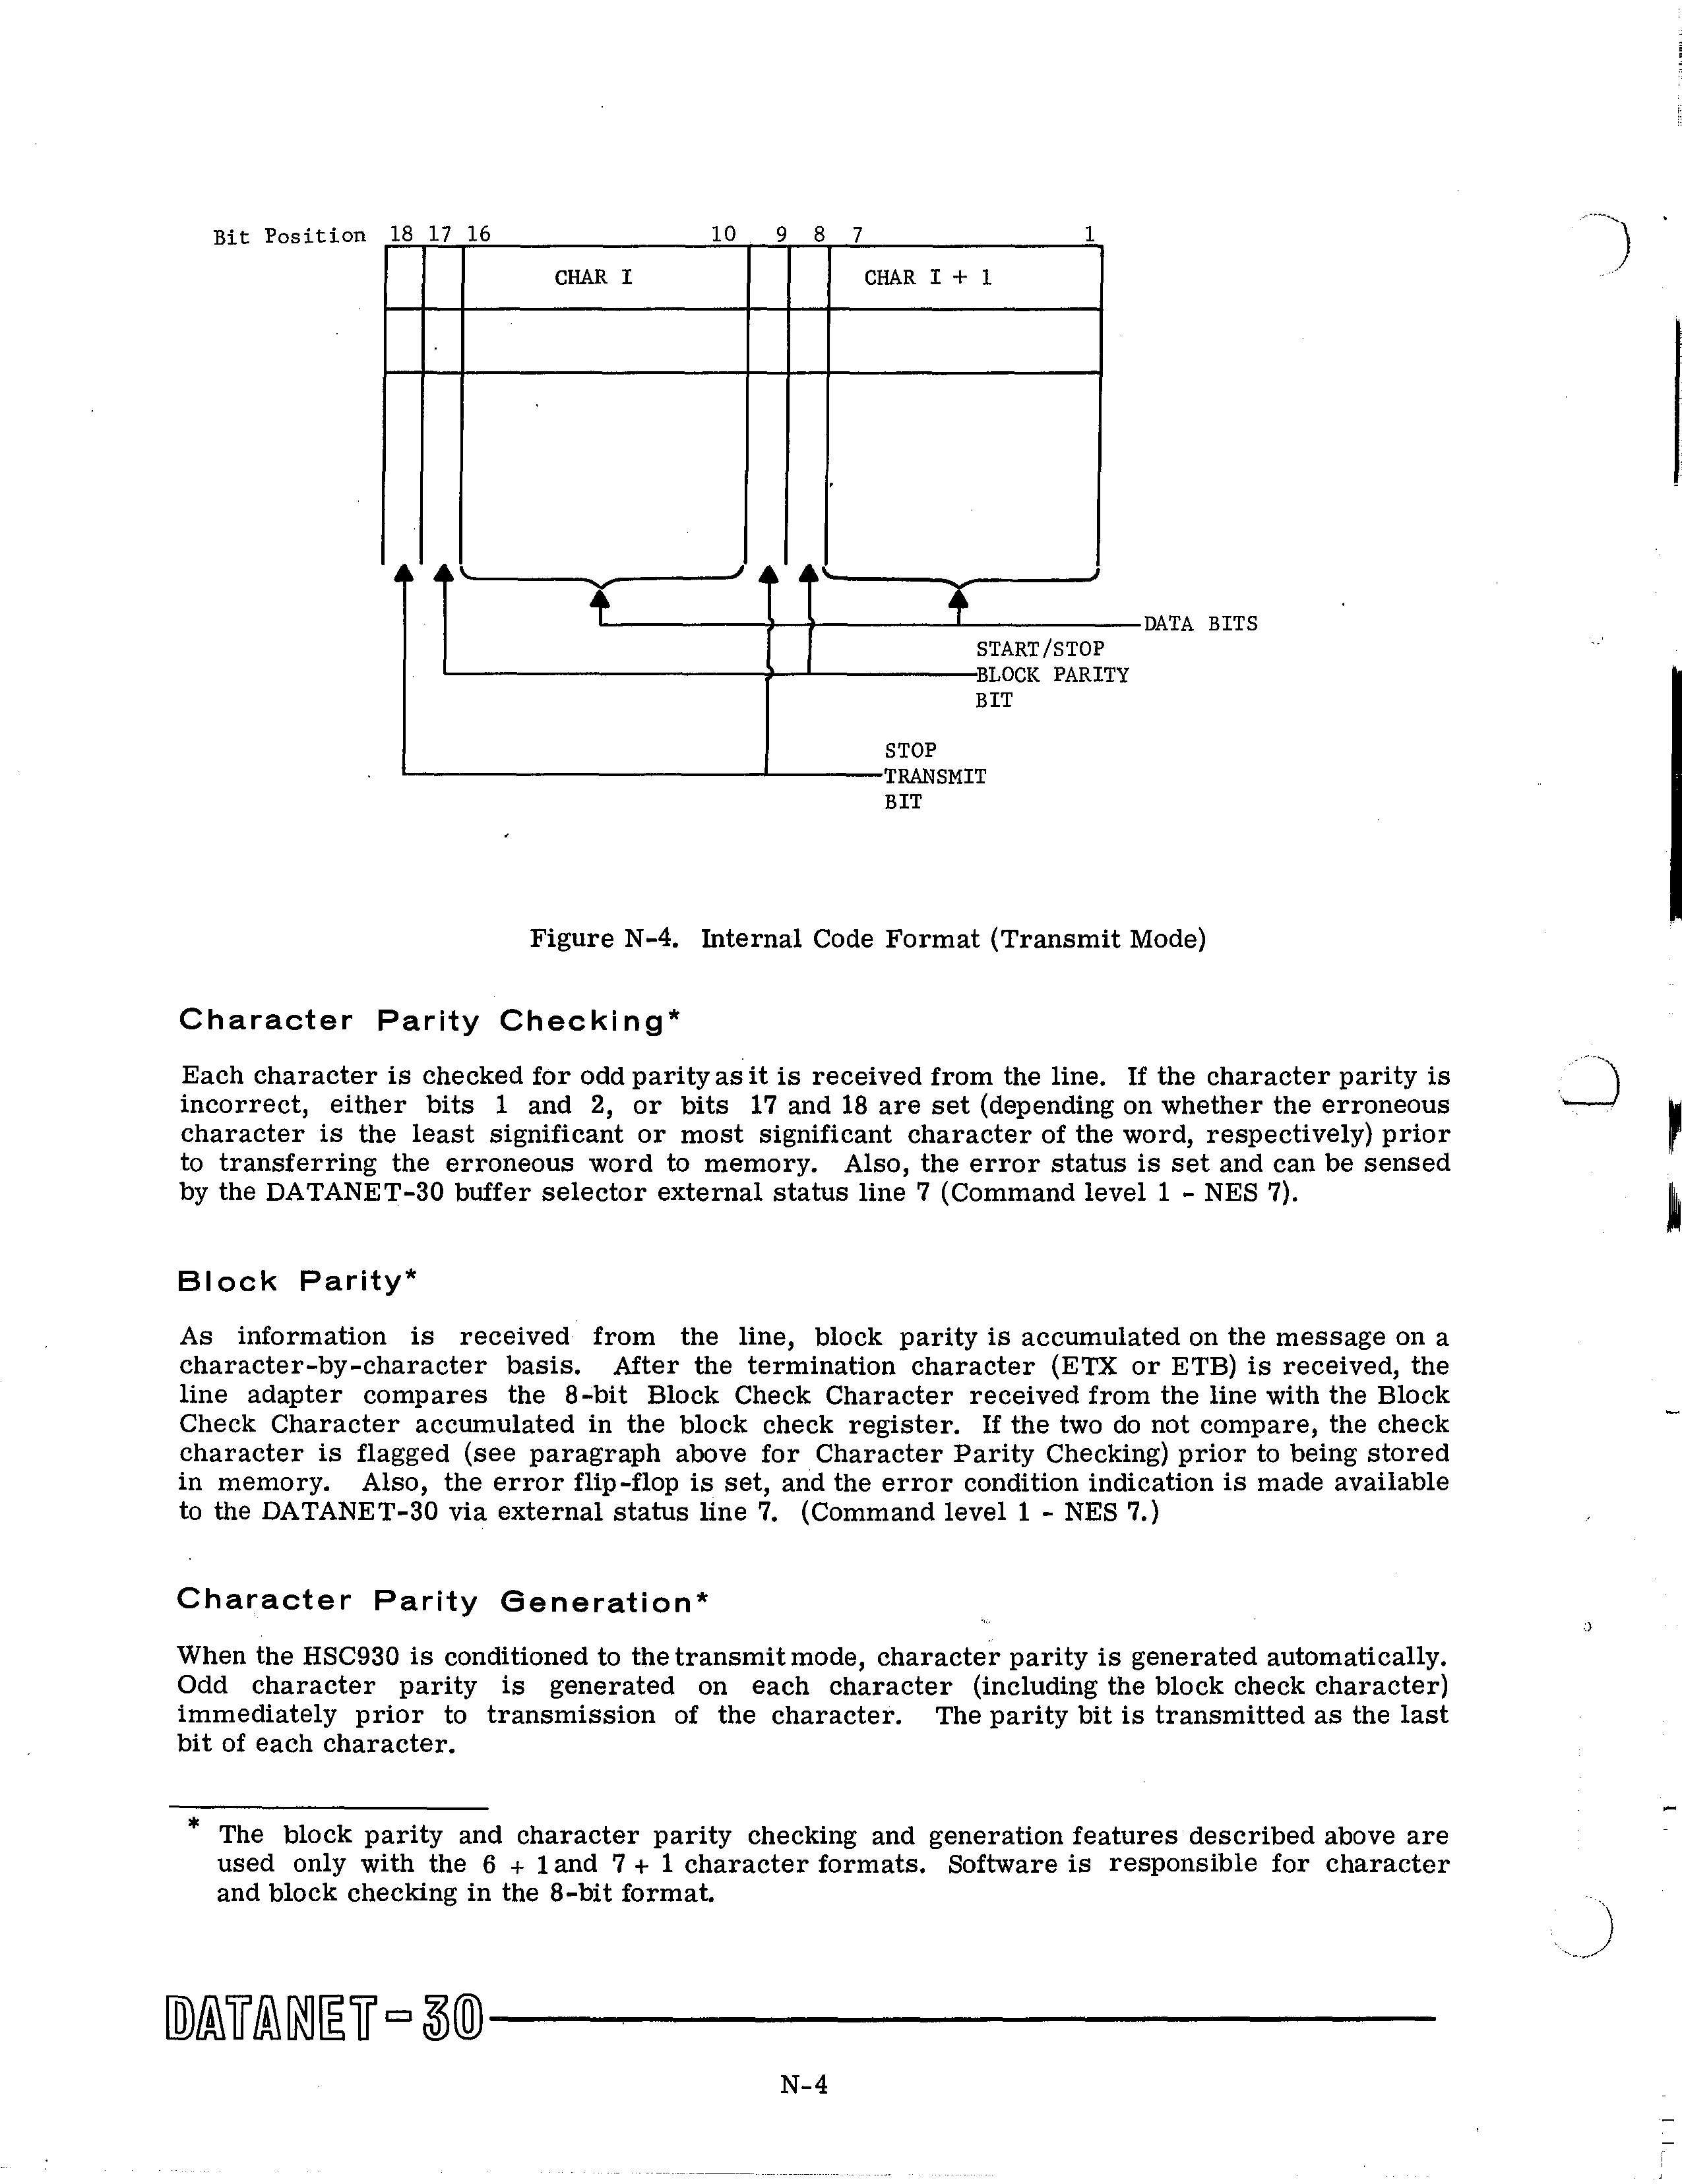 Bit Position 18 17 16 10 9 8 7 1
CHAR I CHAR I + 1
DATA BITS
START/STOP
BLOCK PARITY
BIT
STOP
TRANSMIT
BIT
Figure N-4. Internal Code Format (Transmit Mode)
Character Parity Checking*
Each character is checked for odd parity as it is received from the line. If the character parity is
incorrect, either bits 1 and 2, or bits 17 and 18 are set (depending on whether the erroneous
character is the least significant or most significant character of the word, respectively) prior
to transferring the erroneous word to memory. Also, the error status is set and can be sensed
by the DATANET-30 buffer selector external status line 7 (Command level 1 - NES 7).
Block Parity*
As information is received from the line, block parity is accumulated on the message on a
character-by-character basis. After the termination character (ETX or ETB) is received, the
line adapter compares the 8-bit Block Check Character received from the line with the Block
Check Character accumulated in the block check register. If the two do not compare, the check
character is flagged (see paragraph above for Character Parity Checking) prior to being stored
in memory. Also, the error flip-flop is set, and the error condition indication is made available
to the DATANET-30 via external status line 7. (Command level 1 - NES 7.)
Character Parity Generation*
When the HSC930 is conditioned to the transmit mode, character parity is generated automatically.
Odd character parity is generated on each character (including the block check character)
immediately prior to transmission of the character. The parity bit is transmitted as the last
bit of each character.
* The block parity and character parity checking and generation features described above are
used only with the 6 + 1 and 7 + 1 character formats. Software is responsible for character
and block checking in the 8-bit format.
DATANET-30
N-4